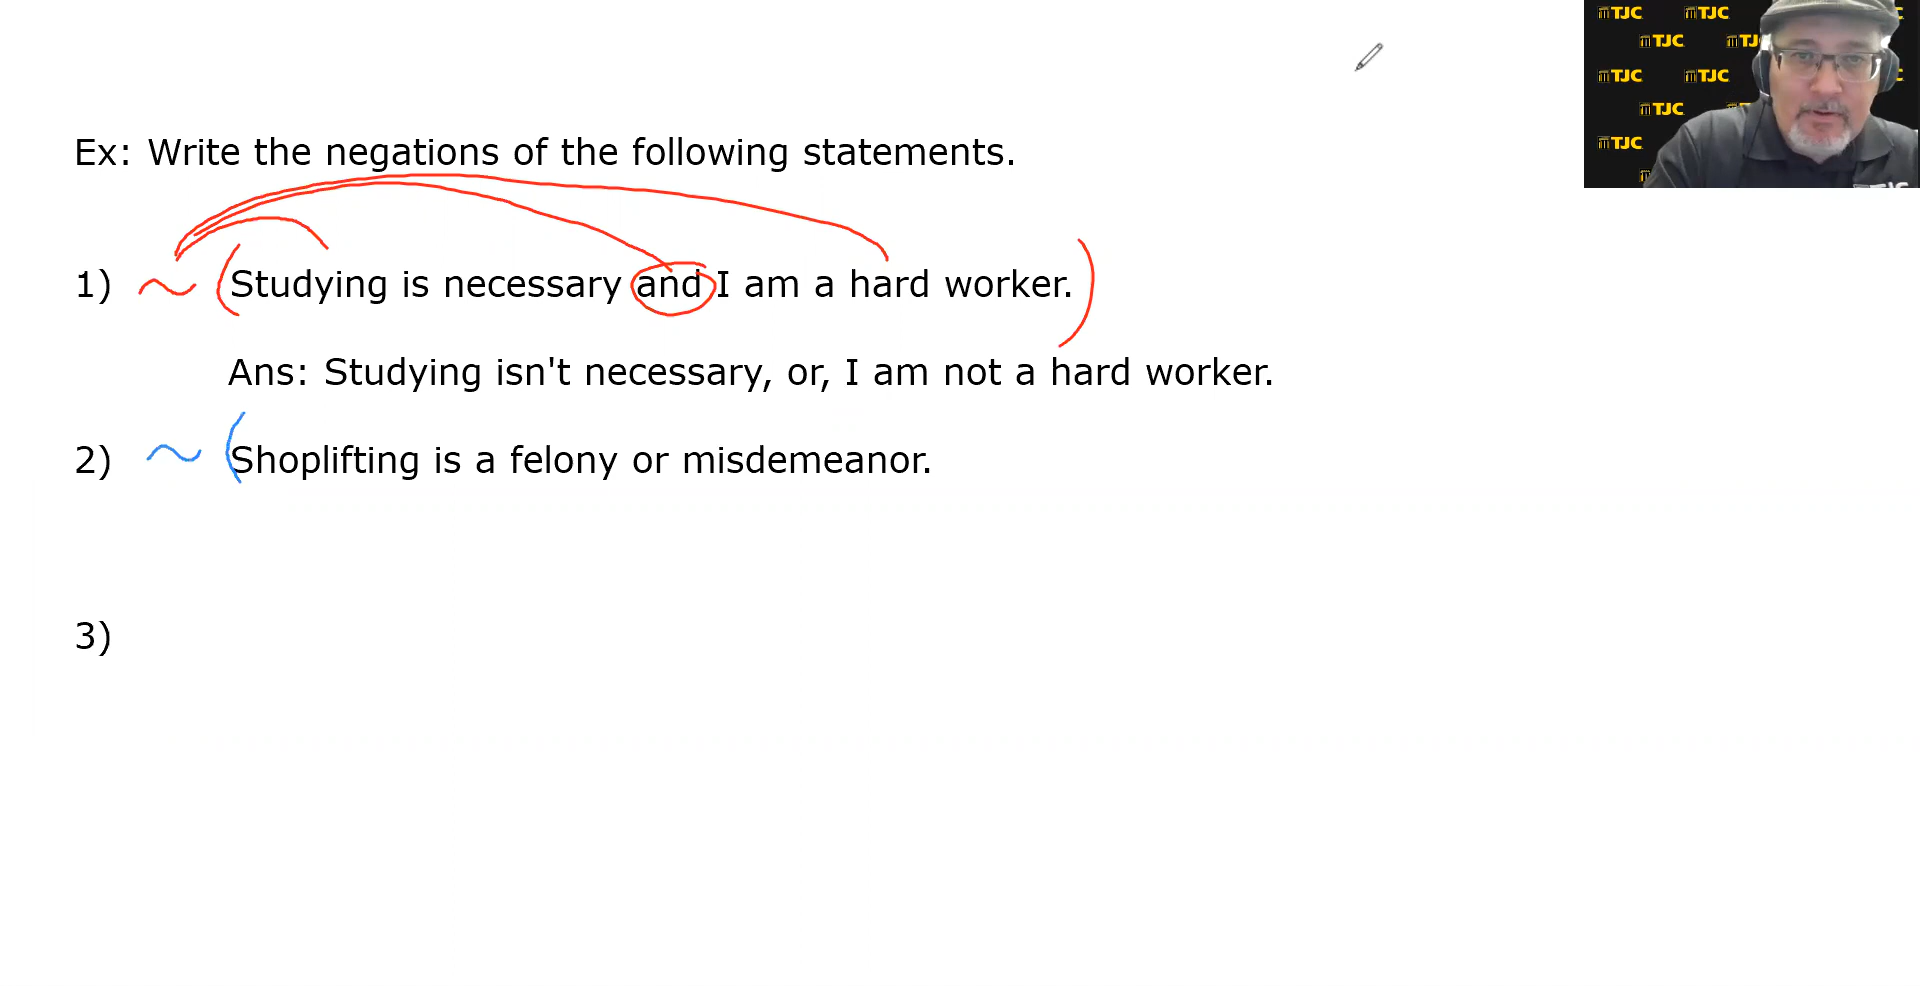 TJC TJC
TJC TJ
TJC TJC
TJC
TJC
TJC
Ex: Write the negations of the following statements.
1) ~ (Studying is necessary and I am a hard worker.)
Ans: Studying isn't necessary, or, I am not a hard worker.
2) ~ (Shoplifting is a felony or misdemeanor.
3)